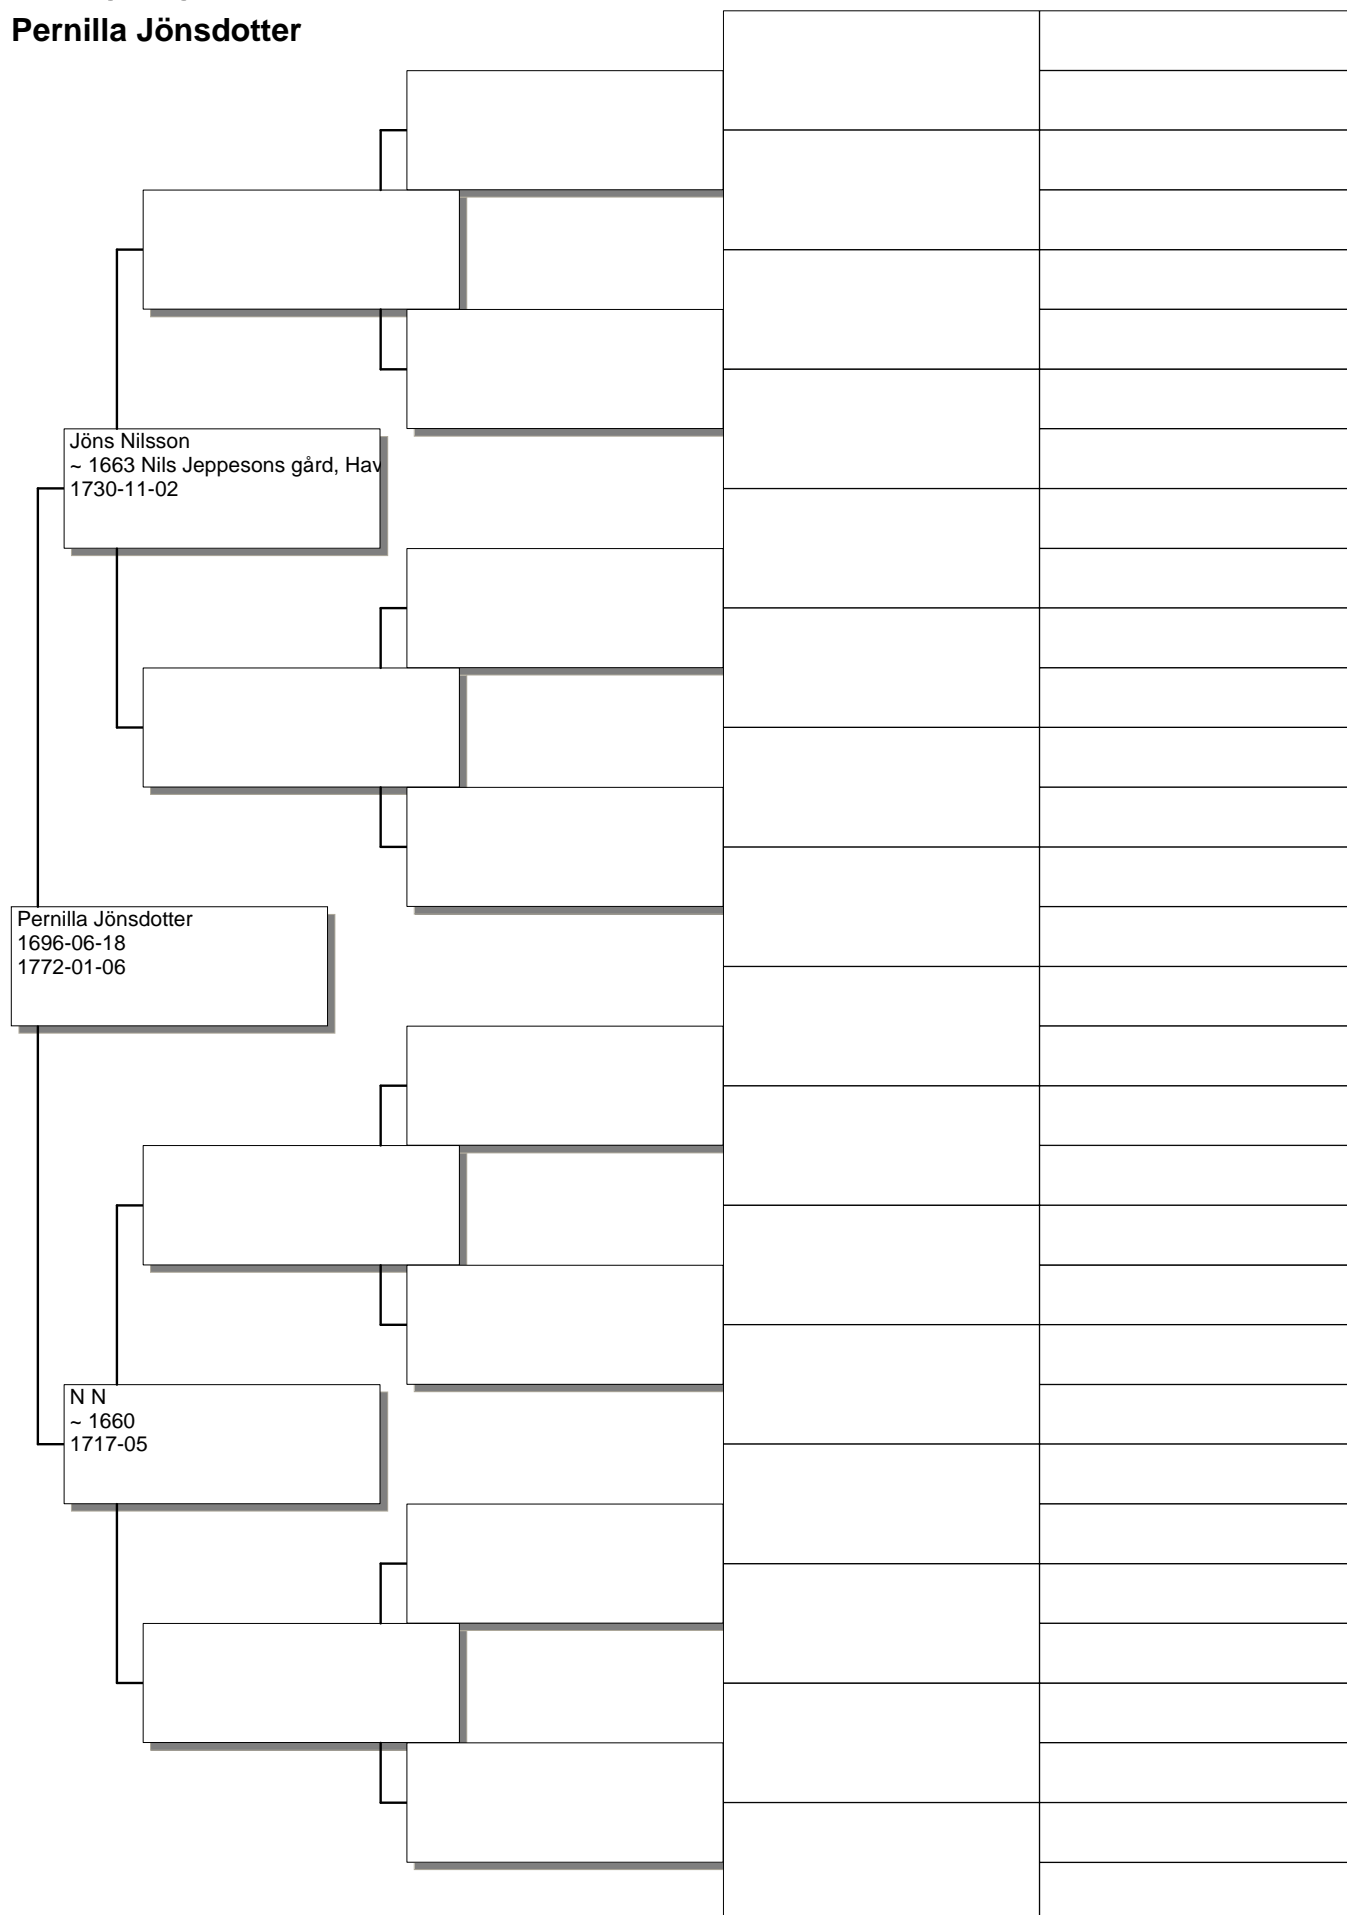 Pernilla Jönsdotter
Jöns Nilsson
~ 1663 Nils Jeppesons gård, Hav
1730-11-02
Pernilla Jönsdotter
1696-06-18
1772-01-06
N N
~ 1660
1717-05